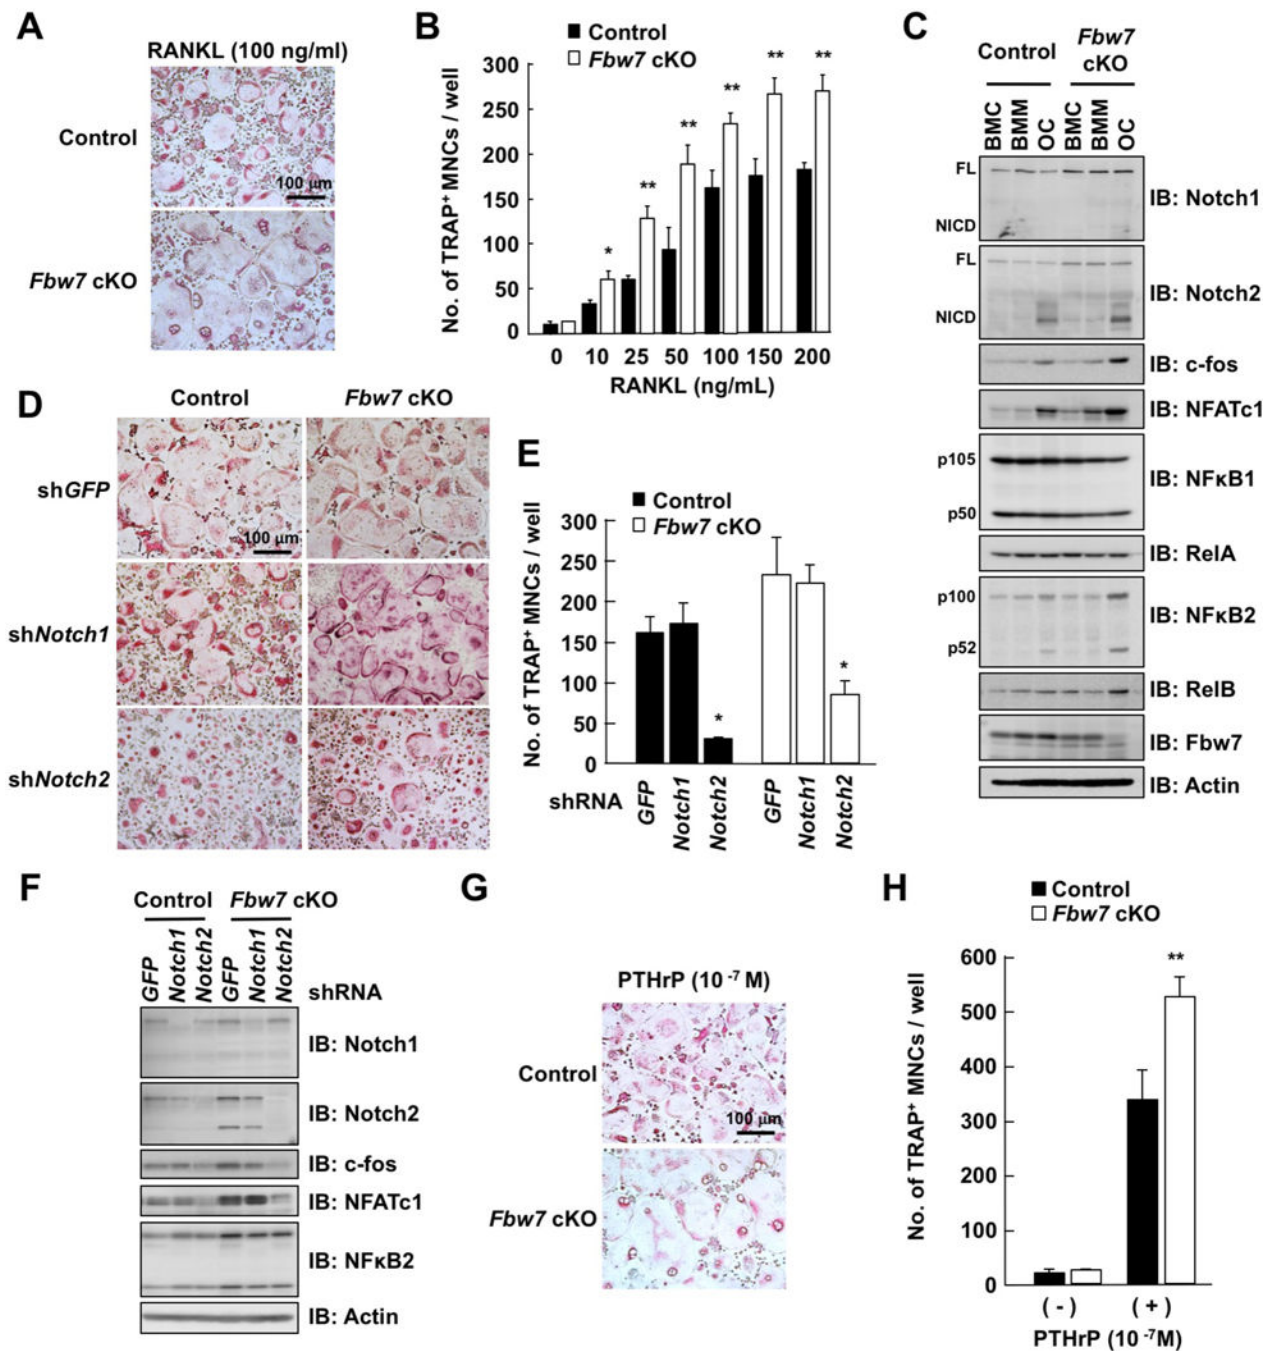 A
RANKL (100 ng/ml)
Control
100 µm
Fbw7 cKO
B
Control
Fbw7 cKO
No. of TRAP+ MNCs / well
300
250
200
150
100
50
0
*
**
**
**
**
**
0 10 25 50 100 150 200
RANKL (ng/mL)
C
Control
Fbw7 cKO
BMC BMM OC BMC BMM OC
FL
NICD
IB: Notch1
FL
NICD
IB: Notch2
IB: c-fos
IB: NFATc1
p105
p50
IB: NFκB1
IB: RelA
p100
p52
IB: NFκB2
IB: RelB
IB: Fbw7
IB: Actin
D
Control Fbw7 cKO
shGFP
100 µm
shNotch1
shNotch2
E
Control
Fbw7 cKO
No. of TRAP+ MNCs / well
300
250
200
150
100
50
0
*
*
shRNA GFP Notch1 Notch2 GFP Notch1 Notch2
F
Control Fbw7 cKO
GFP Notch1 Notch2 GFP Notch1 Notch2 shRNA
IB: Notch1
IB: Notch2
IB: c-fos
IB: NFATc1
IB: NFκB2
IB: Actin
G
PTHrP (10 -7 M)
Control
100 µm
Fbw7 cKO
H
Control
Fbw7 cKO
No. of TRAP+ MNCs / well
600
500
400
300
200
100
0
**
( - ) ( + )
PTHrP (10 -7M)